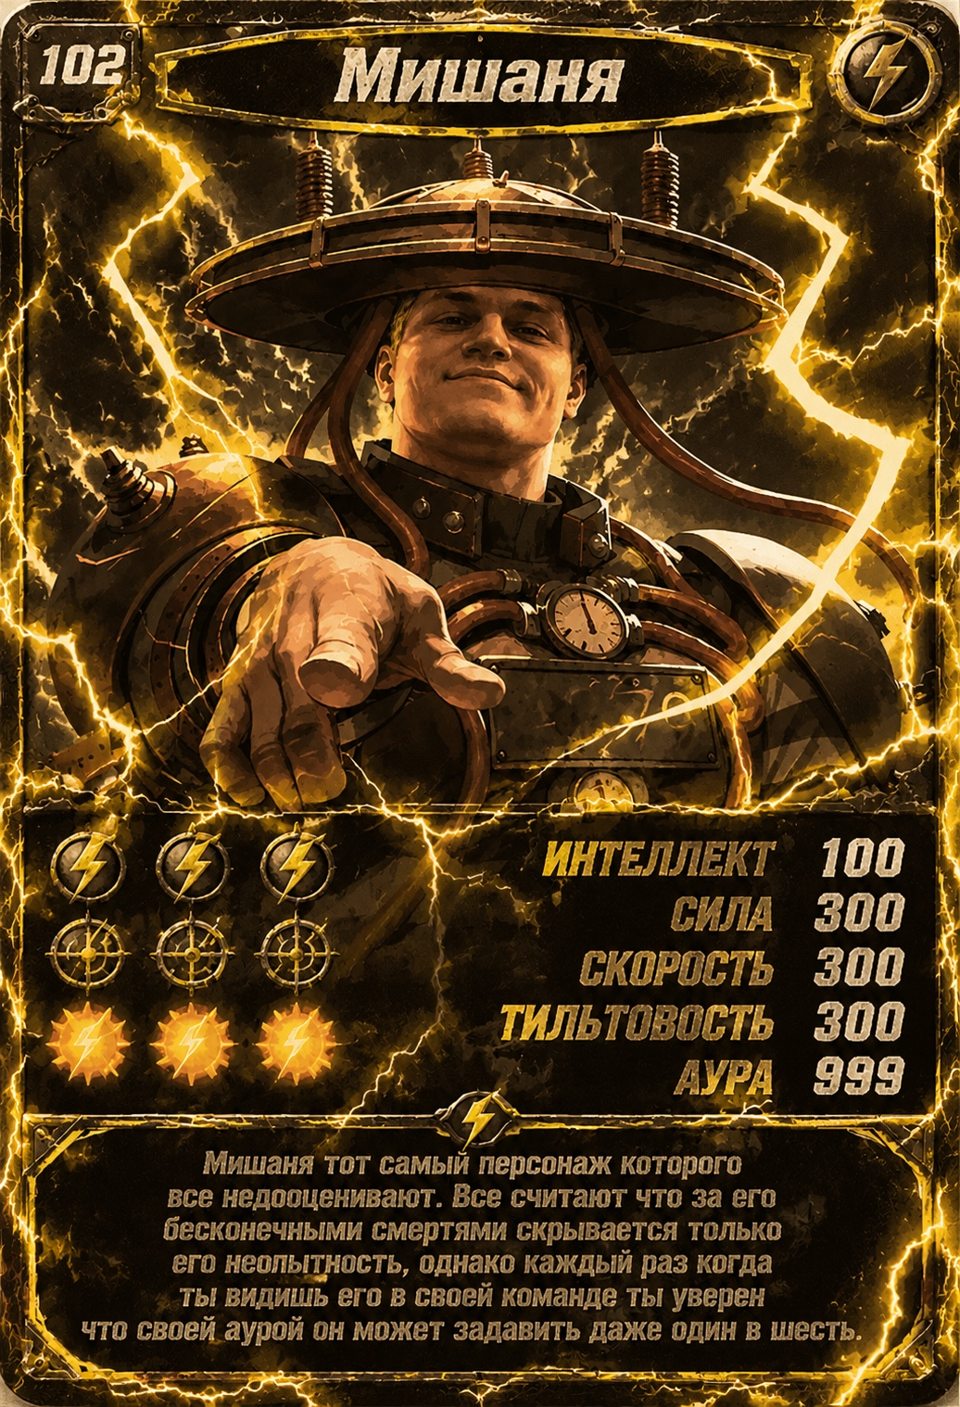 102
Мишаня
ИНТЕЛЛЕКТ 100
СИЛА 300
СКОРОСТЬ 300
ТИЛЬТОВОСТЬ 300
АУРА 999
Мишаня тот самый персонаж которого
все недооценивают. Все считают что за его
бесконечными смертями скрывается только
его неопытность, однако каждый раз когда
ты видишь его в своей команде ты уверен
что своей аурой он может задавить даже один в шесть.